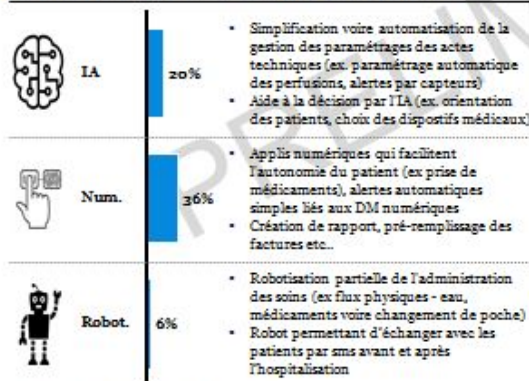 IA
20%
Simplification voire automatisation de la
gestion des paramétrages des actes
techniques (ex. paramétrage automatique
des perfusions, alertes par capteurs)
Aide à la décision par l'IA (ex. orientation
des patients, choix des dispostifs médicaux)
Num.
36%
Applis numériques qui facilitent
l'autonomie du patient (ex prise de
médicaments), alertes automatiques
simples liés aux DM numériques
Création de rapport, pré-remplissage des
factures etc..
Robot.
6%
Robotisation partielle de l'administration
des soins (ex flux physiques - eau,
médicaments voire changement de poche)
Robot permettant d'échanger avec les
patients par sms avant et après
l'hospitalisation
PRELIM